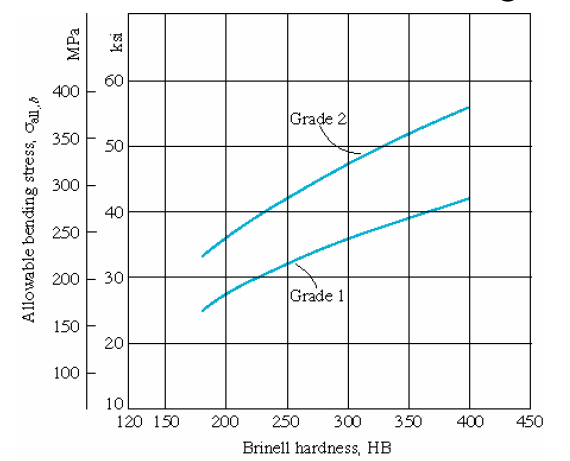 MPa
ksi
Allowable bending stress, σall,b
400
350
300
250
200
150
100
60
50
40
30
20
10
Grade 2
Grade 1
120 150 200 250 300 350 400 450
Brinell hardness, HB